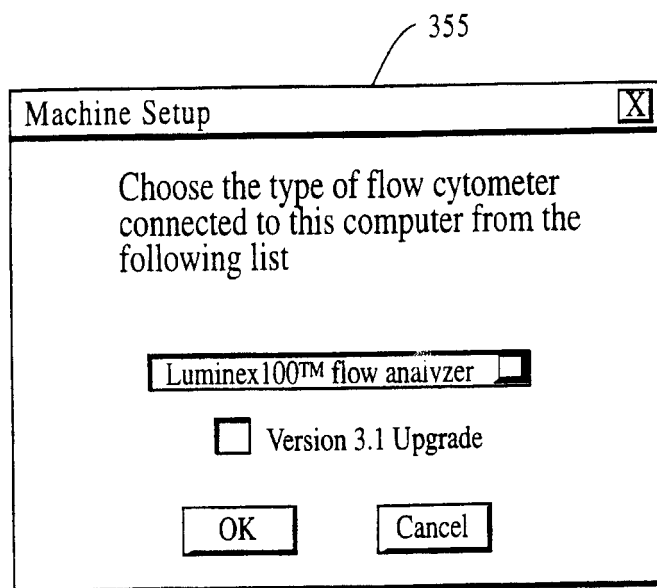 355
Machine Setup X
Choose the type of flow cytometer
connected to this computer from the
following list
Luminex100™ flow analyzer
Version 3.1 Upgrade
OK Cancel